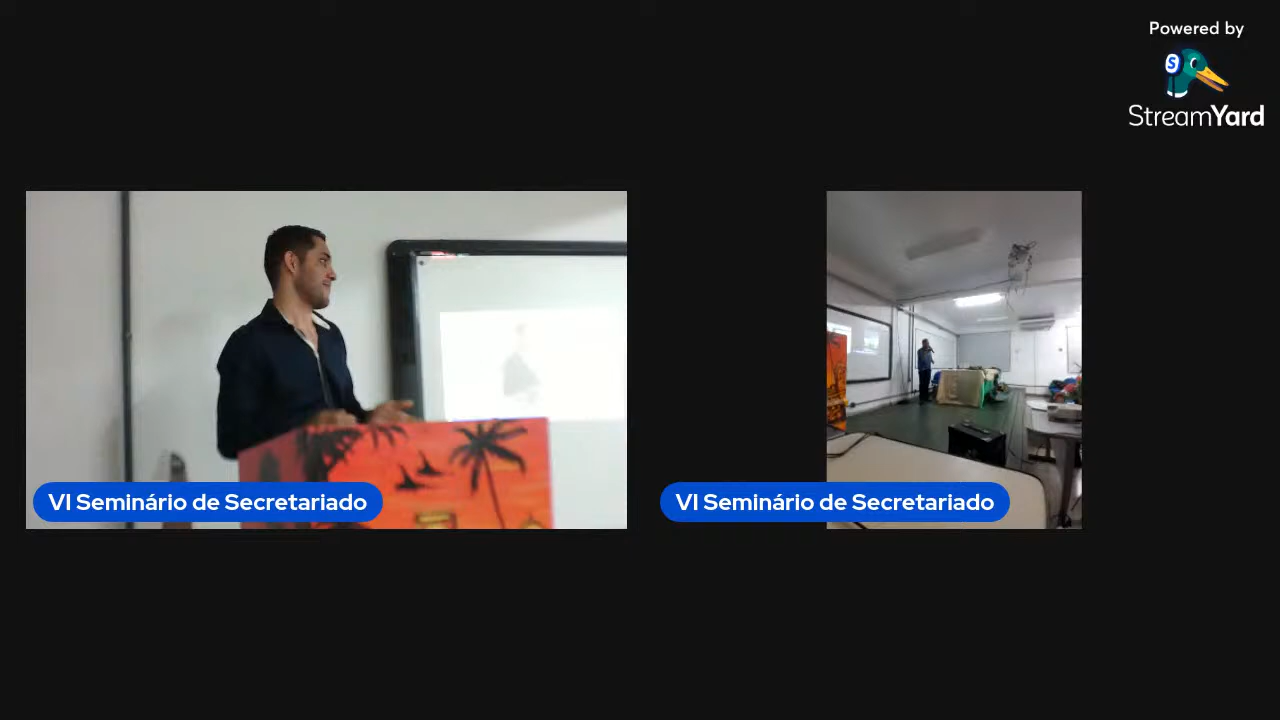 Powered by
S
StreamYard
VI Seminário de Secretariado
VI Seminário de Secretariado